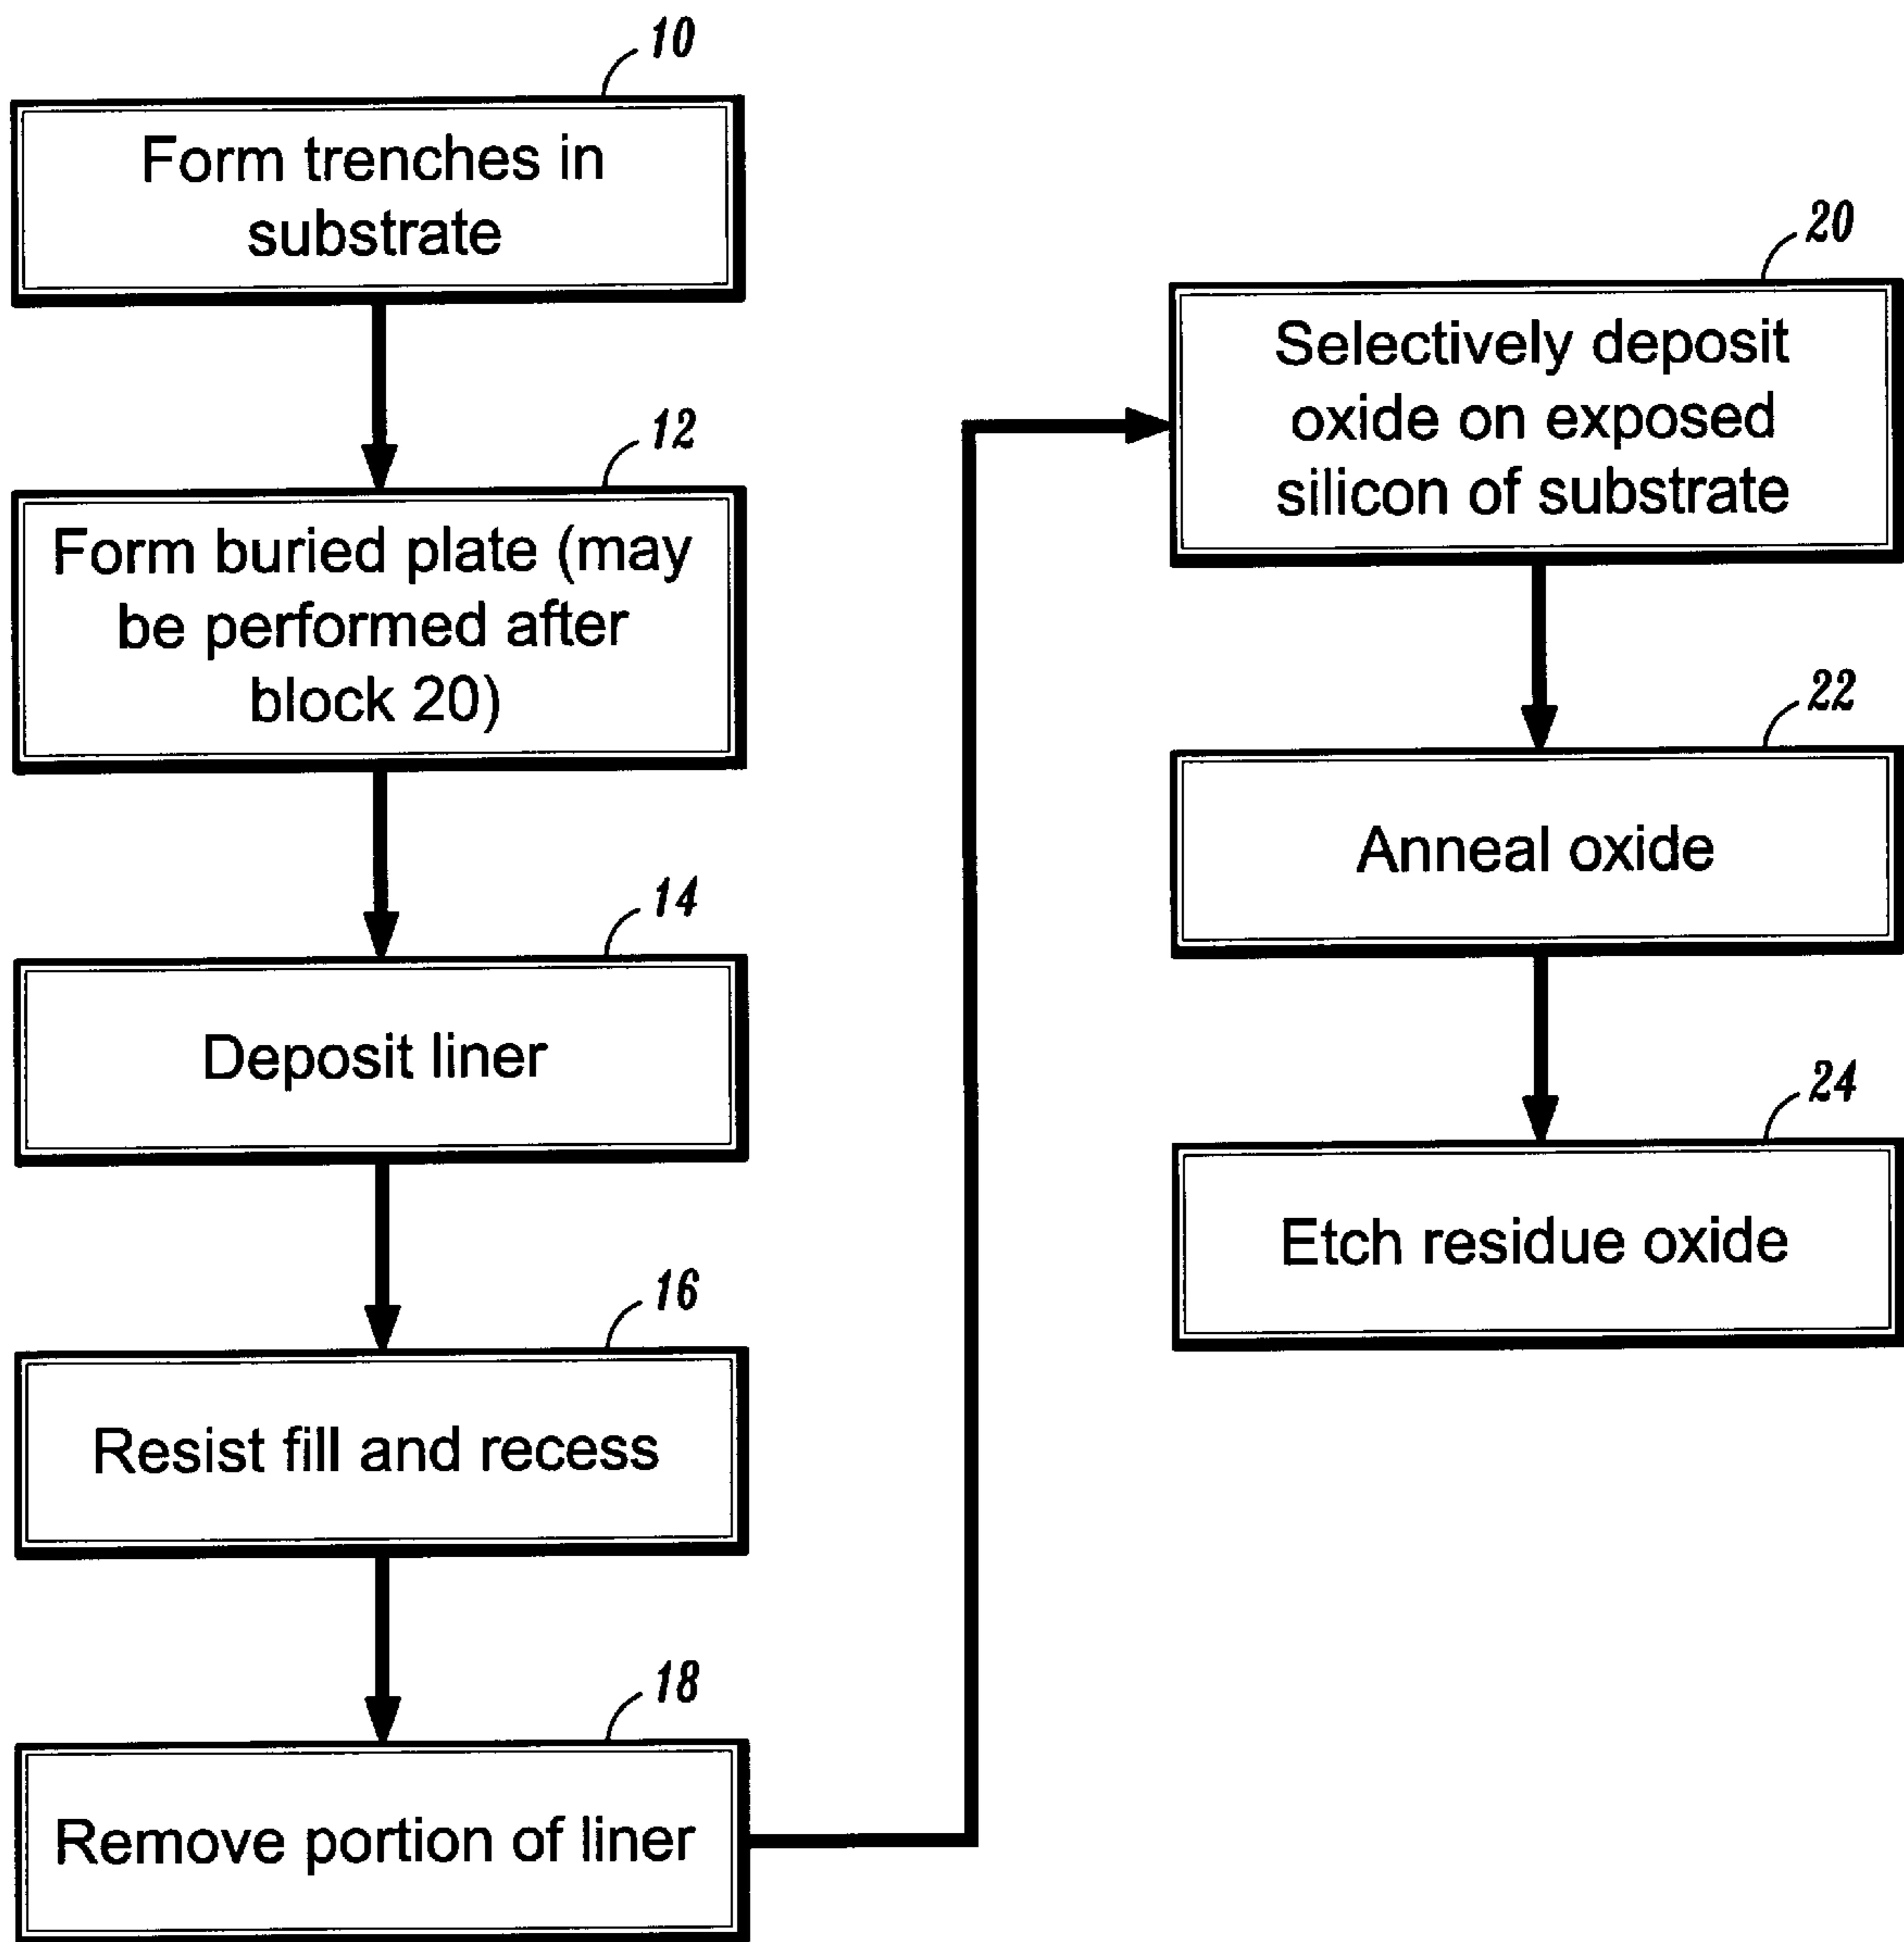 10
Form trenches in
substrate
12
Form buried plate (may
be performed after
block 20)
14
Deposit liner
16
Resist fill and recess
18
Remove portion of liner
20
Selectively deposit
oxide on exposed
silicon of substrate
22
Anneal oxide
24
Etch residue oxide